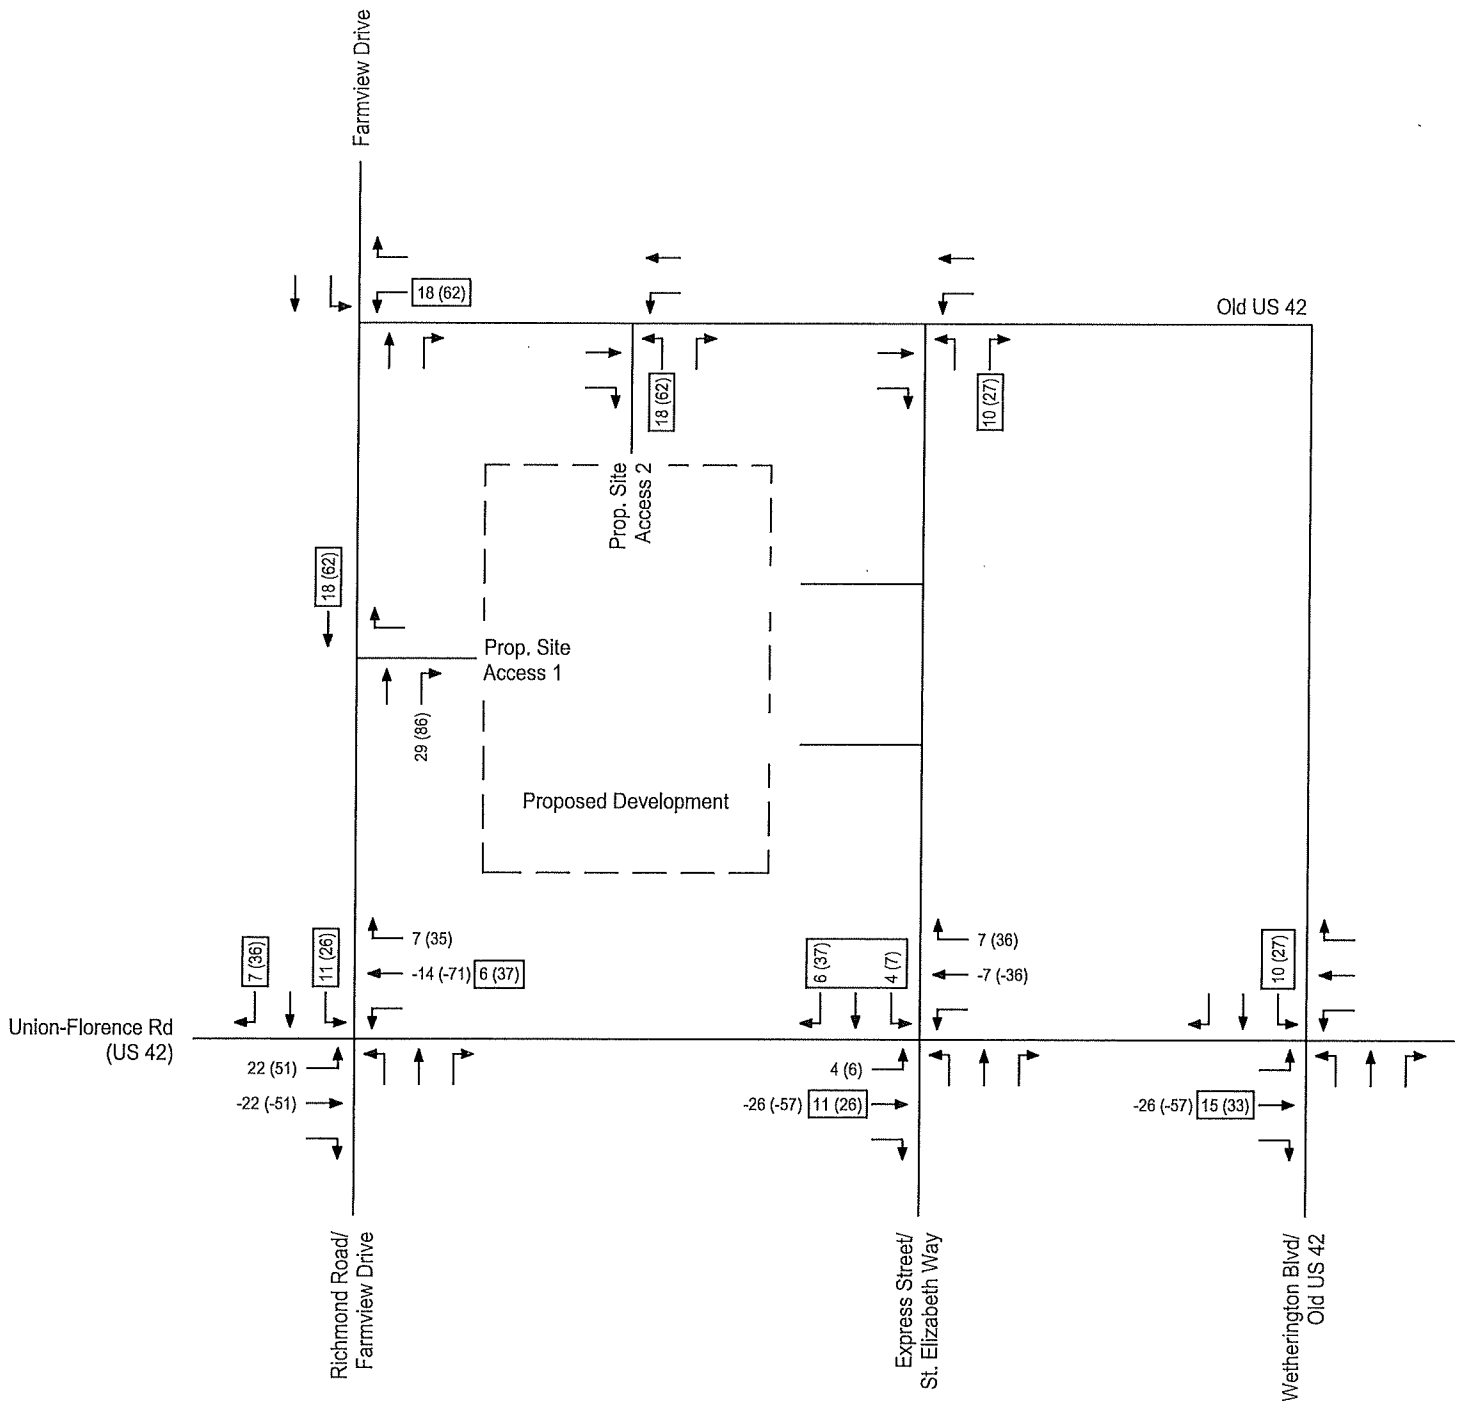 Farmview Drive
18 (62)
Old US 42
18 (62)
10 (27)
Prop. Site
Access 2
18 (62)
Prop. Site
Access 1
29 (86)
Proposed Development
7 (36)
11 (26)
7 (35)
-14 (-71) 6 (37)
6 (37)
4 (7)
7 (36)
-7 (-36)
10 (27)
Union-Florence Rd
(US 42)
22 (51)
-22 (-51)
4 (6)
-26 (-57) 11 (26)
-26 (-57) 15 (33)
Richmond Road/
Farmview Drive
Express Street/
St. Elizabeth Way
Wetherington Blvd/
Old US 42